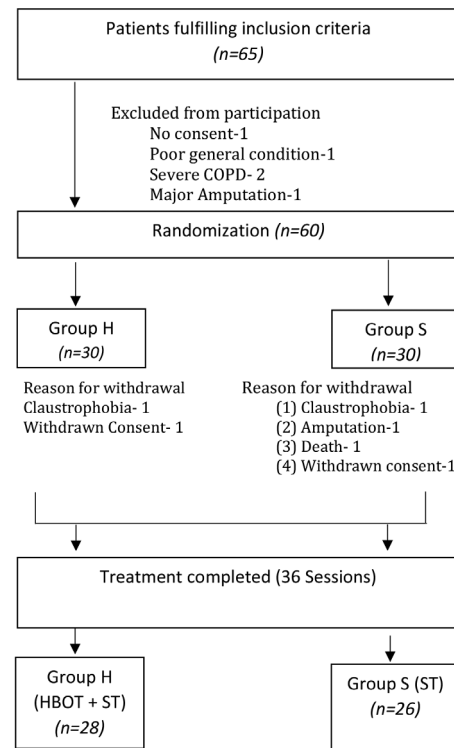 Patients fulfilling inclusion criteria
(n=65)
Excluded from participation
No consent-1
Poor general condition-1
Severe COPD- 2
Major Amputation-1
Randomization (n=60)
Group H
(n=30)
Group S
(n=30)
Reason for withdrawal
Claustrophobia- 1
Withdrawn Consent- 1
Reason for withdrawal
(1) Claustrophobia- 1
(2) Amputation-1
(3) Death- 1
(4) Withdrawn consent-1
Treatment completed (36 Sessions)
Group H
(HBOT + ST)
(n=28)
Group S (ST)
(n=26)